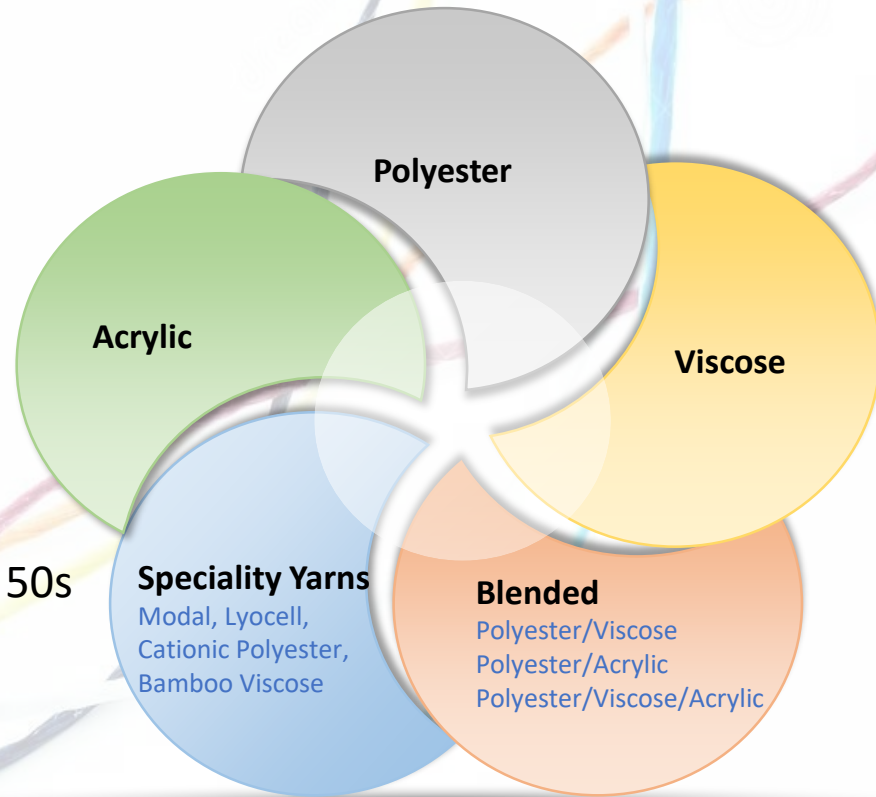 Polyester
Acrylic
Viscose
50s
Speciality Yarns
Modal, Lyocell,
Cationic Polyester,
Bamboo Viscose
Blended
Polyester/Viscose
Polyester/Acrylic
Polyester/Viscose/Acrylic